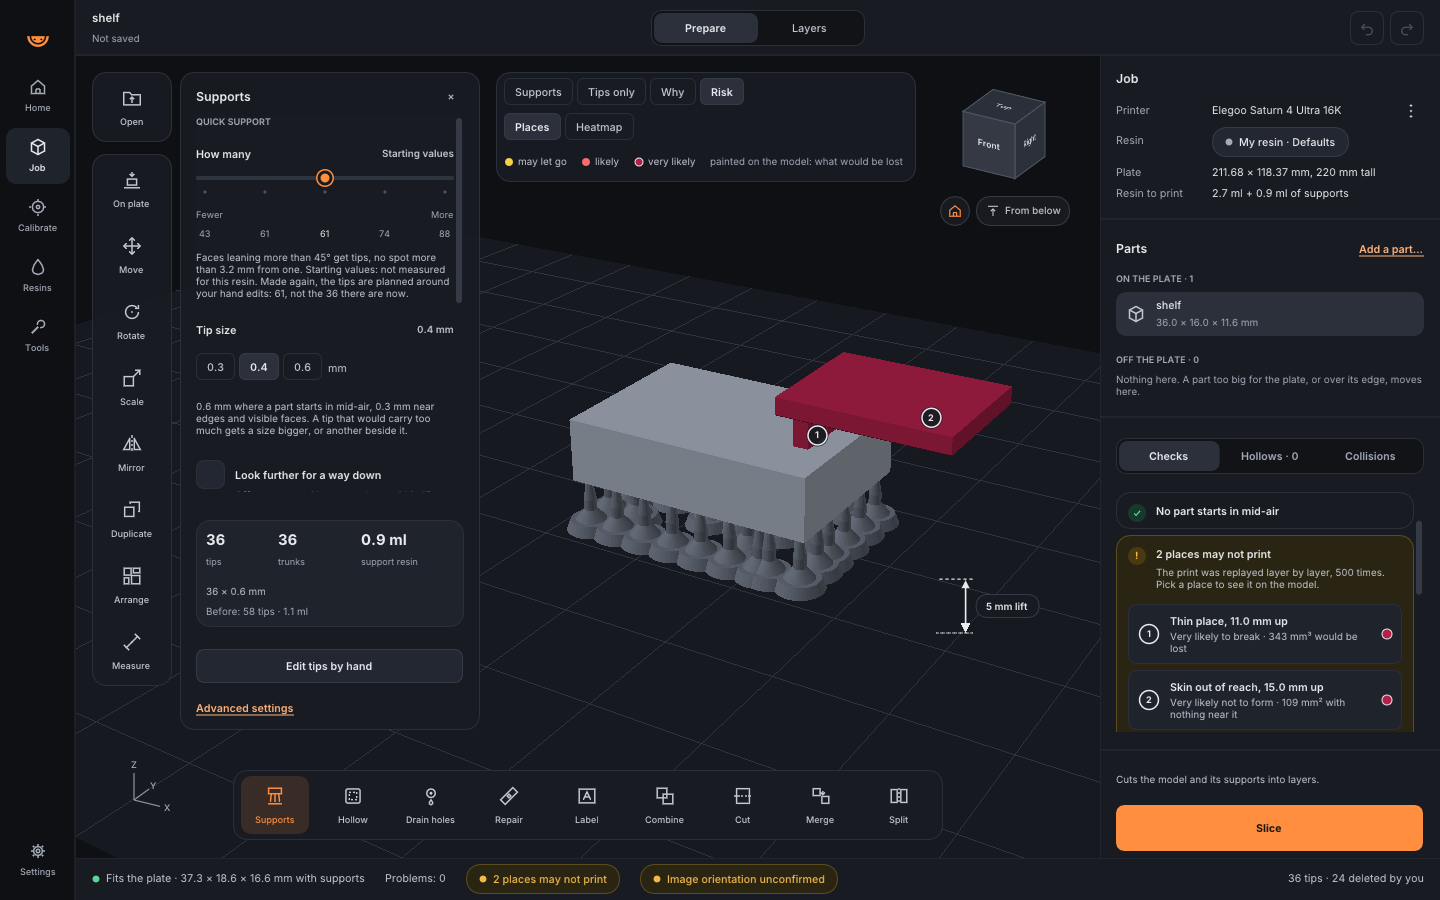 shelf
Not saved
Prepare
Layers
Home
Job
Calibrate
Resins
Tools
Settings
Open
On plate
Move
Rotate
Scale
Mirror
Duplicate
Arrange
Measure
Supports
×
QUICK SUPPORT
How many
Starting values
Fewer
More
43
61
61
74
88
Faces leaning more than 45° get tips, no spot more
than 3.2 mm from one. Starting values: not measured
for this resin. Made again, the tips are planned around
your hand edits: 61, not the 36 there are now.
Tip size
0.4 mm
0.3
0.4
0.6
mm
0.6 mm where a part starts in mid-air, 0.3 mm near
edges and visible faces. A tip that would carry too
much gets a size bigger, or another beside it.
Look further for a way down
36
36
0.9 ml
tips
trunks
support resin
36 × 0.6 mm
Before: 58 tips · 1.1 ml
Edit tips by hand
Advanced settings
Supports
Tips only
Why
Risk
Places
Heatmap
may let go
likely
very likely
painted on the model: what would be lost
Top
Front
Right
From below
1
2
5 mm lift
Z
Y
X
Supports
Hollow
Drain holes
Repair
Label
Combine
Cut
Merge
Split
Job
Printer
Elegoo Saturn 4 Ultra 16K
Resin
My resin · Defaults
Plate
211.68 × 118.37 mm, 220 mm tall
Resin to print
2.7 ml + 0.9 ml of supports
Parts
Add a part...
ON THE PLATE · 1
shelf
36.0 × 16.0 × 11.6 mm
OFF THE PLATE · 0
Nothing here. A part too big for the plate, or over its edge, moves
here.
Checks
Hollows · 0
Collisions
No part starts in mid-air
2 places may not print
The print was replayed layer by layer, 500 times.
Pick a place to see it on the model.
1
Thin place, 11.0 mm up
Very likely to break · 343 mm³ would be
lost
2
Skin out of reach, 15.0 mm up
Very likely not to form · 109 mm² with
nothing near it
Cuts the model and its supports into layers.
Slice
Fits the plate · 37.3 × 18.6 × 16.6 mm with supports
Problems: 0
2 places may not print
Image orientation unconfirmed
36 tips · 24 deleted by you